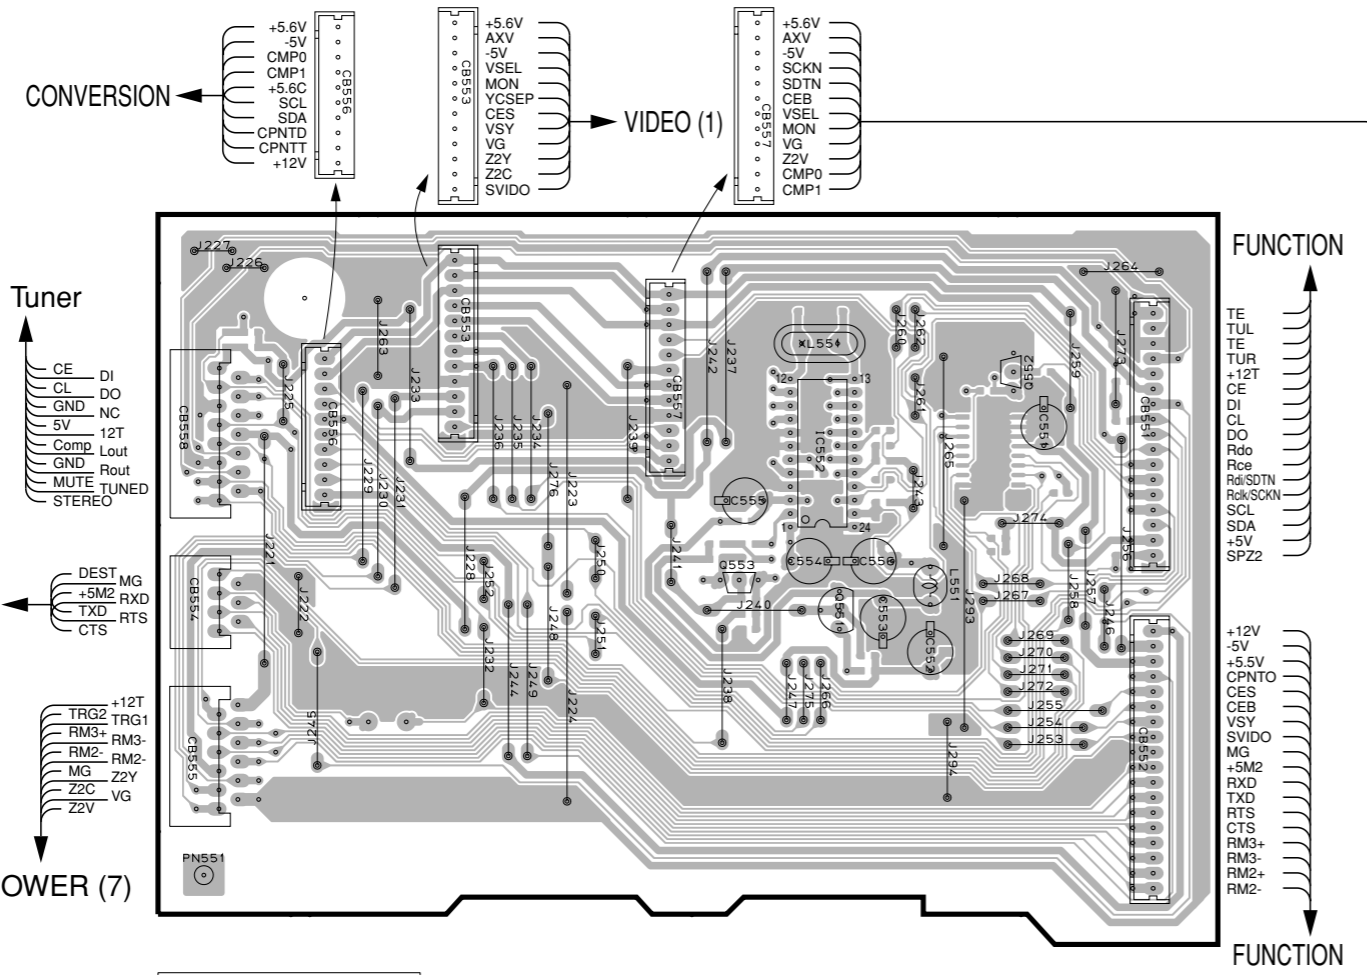 +5.6V
-5V
CMP0
CMP1
+5.6C
SCL
SDA
CPNTD
CPNTT
+12V
CB556
CONVERSION
CB553
+5.6V
AXV
-5V
VSEL
MON
YCSEP
CES
VSY
VG
Z2Y
Z2C
SVIDO
VIDEO (1)
CB557
+5.6V
AXV
-5V
SCKN
SDTN
CEB
VSEL
MON
VG
Z2V
CMP0
CMP1
Tuner
CE
DI
CL
DO
GND
NC
5V
12T
Comp
Lout
GND
Rout
MUTE
TUNED
STEREO
DEST
MG
+5M2
RXD
TXD
RTS
CTS
+12T
TRG2
TRG1
RM3+
RM3-
RM2-
RM2-
MG
Z2Y
Z2C
VG
Z2V
OWER (7)
J227
J226
J263
J233
J225
CB558
CB556
CB553
J229
J230
J231
J236
J235
J234
J276
J223
J239
CB557
J242
J237
12
13
IC552
1
24
J260
J262
J261
J265
J243
C551
J259
J264
J273
CB551
J274
J256
C555
J241
Q553
C554
C556
L551
J293
J268
J267
J258
J257
J246
J240
Q551
C553
C552
J269
J270
J271
J272
J255
J254
J253
J221
CB554
J222
J228
J252
J250
J248
J251
J232
J244
J249
J224
J238
J247
J275
J266
J294
J245
CB555
CB552
PN551
FUNCTION
TE
TUL
TE
TUR
+12T
CE
DI
CL
DO
Rdo
Rce
Rdi/SDTN
Rclk/SCKN
SCL
SDA
+5V
SPZ2
+12V
-5V
+5.5V
CPNTO
CES
CEB
VSY
SVIDO
MG
+5M2
RXD
TXD
RTS
CTS
RM3+
RM3-
RM2+
RM2-
FUNCTION